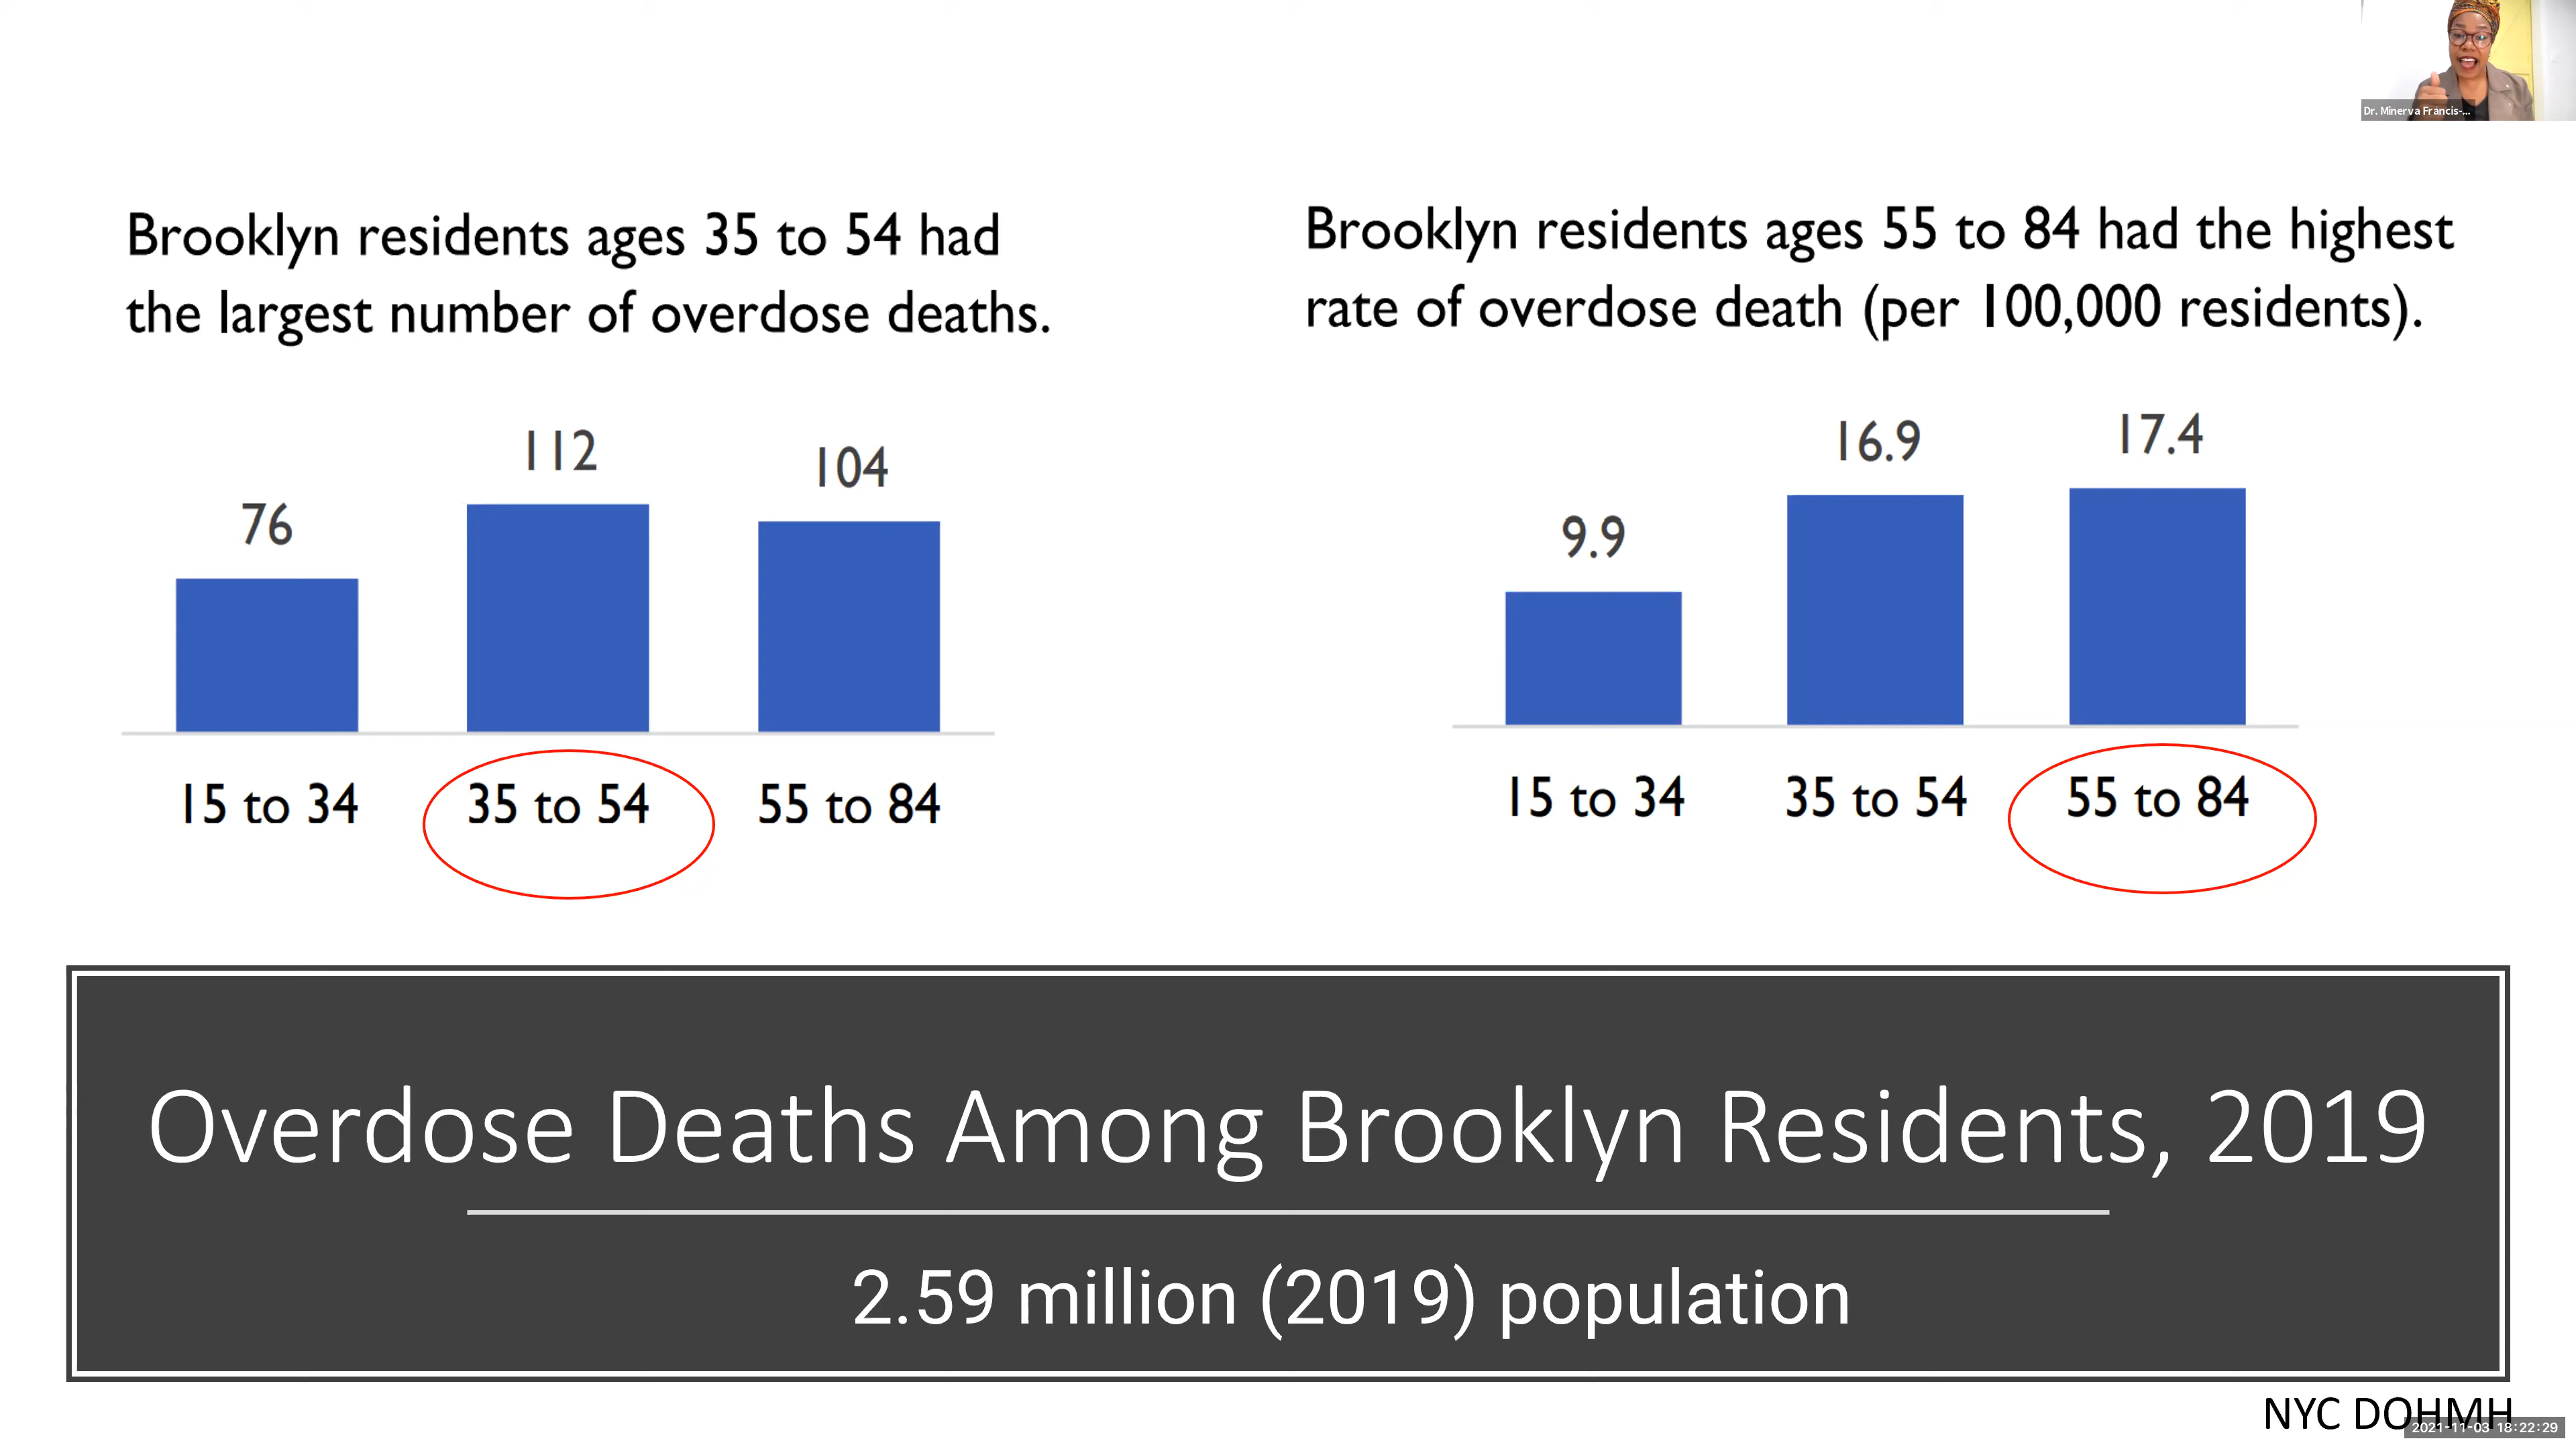 Dr. Minerva Francis-...
Brooklyn residents ages 35 to 54 had
the largest number of overdose deaths.
76
112
104
15 to 34
35 to 54
55 to 84
Brooklyn residents ages 55 to 84 had the highest
rate of overdose death (per 100,000 residents).
9.9
16.9
17.4
15 to 34
35 to 54
55 to 84
Overdose Deaths Among Brooklyn Residents, 2019
2.59 million (2019) population
NYC DOHMH
2021-11-03 18:22:29